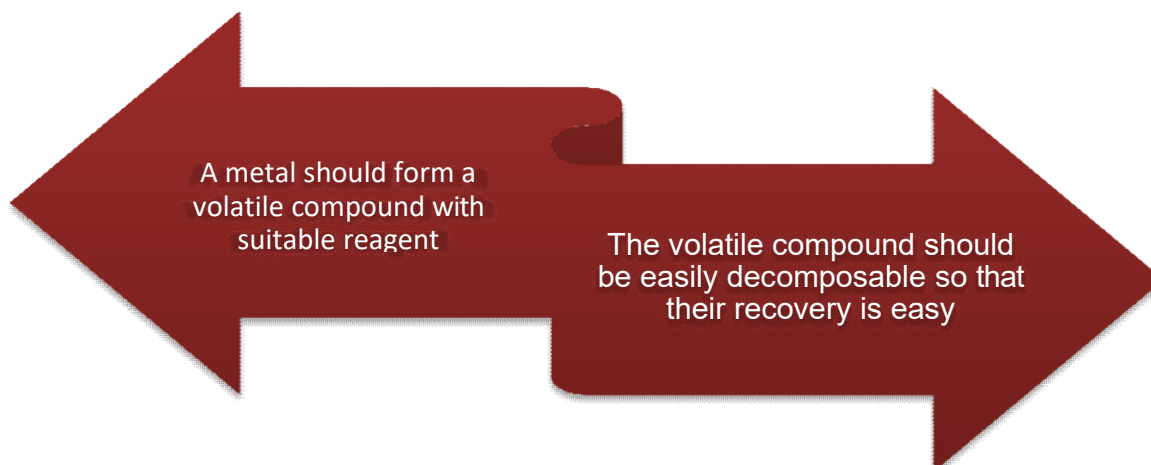 A metal should form a
volatile compound with
suitable reagent
The volatile compound should
be easily decomposable so that
their recovery is easy